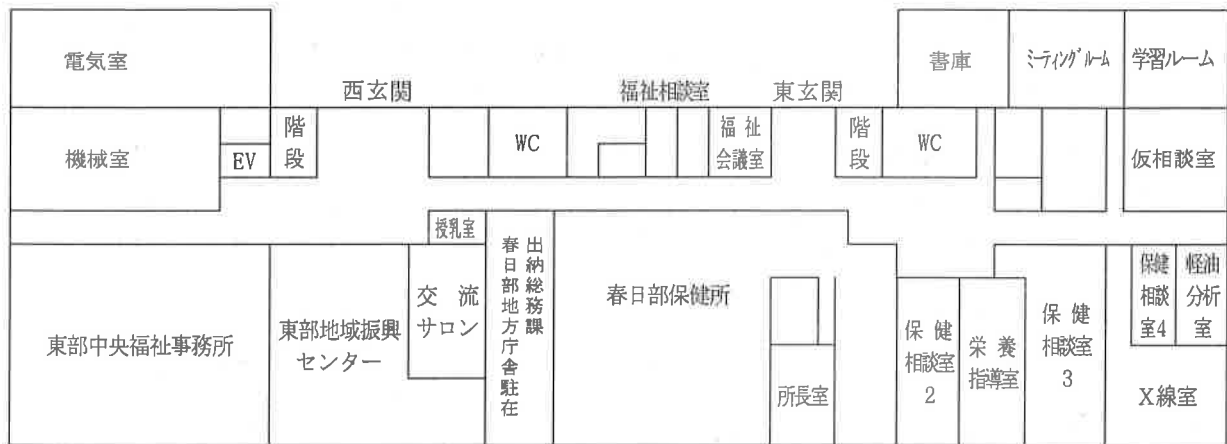 電気室
書庫
ミーティングルーム
学習ルーム
西玄関
福祉相談室
東玄関
機械室
EV
階段
WC
福祉
会議室
階段
WC
仮相談室
授乳室
東部中央福祉事務所
東部地域振興
センター
交流
サロン
出納総務課
春日部地方庁舎駐在
春日部保健所
所長室
保健
相談室
2
栄養
指導室
保健
相談室
3
保健
相談
室4
軽油
分析
室
X線室